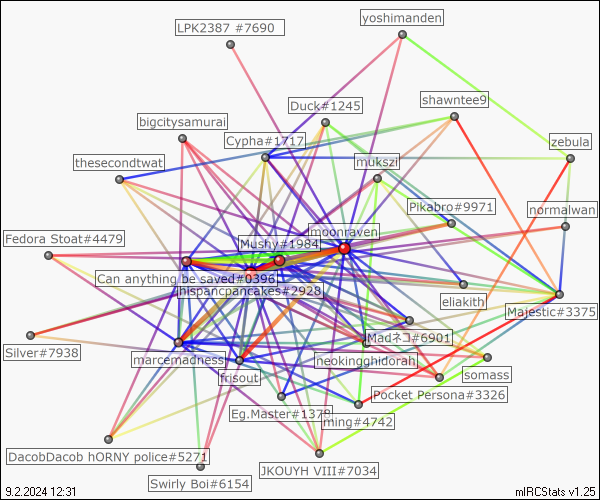 LPK2387 #7690
yoshimanden
Duck#1245
shawntee9
bigcitysamurai
Cypha#1717
zebula
thesecondtwat
mukszi
Pikabro#9971
normalwan
Fedora Stoat#4479
Mushy#1984
moonraven
Can anything be saved#0396
hispancpancakes#2928
eliakith
Majestic#3375
Madネコ#6901
Silver#7938
marcemadness
neokingghidorah
frisout
somass
Pocket Persona#3326
Eg.Master#1378
ming#4742
DacobDacob hORNY police#5271
JKOUYH VIII#7034
Swirly Boi#6154
9.2.2024 12:31
mIRCStats v1.25